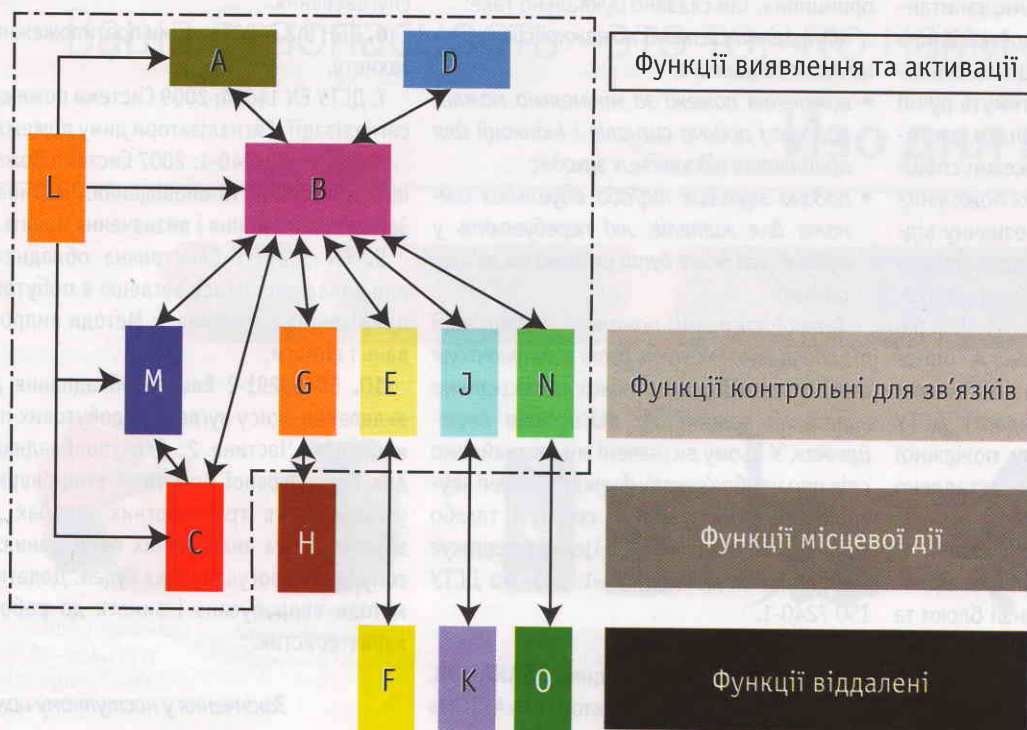 A
D
Функції виявлення та активації
L
B
M
G
E
J
N
Функції контрольні для зв'язків
C
H
Функції місцевої дії
F
K
O
Функції віддалені